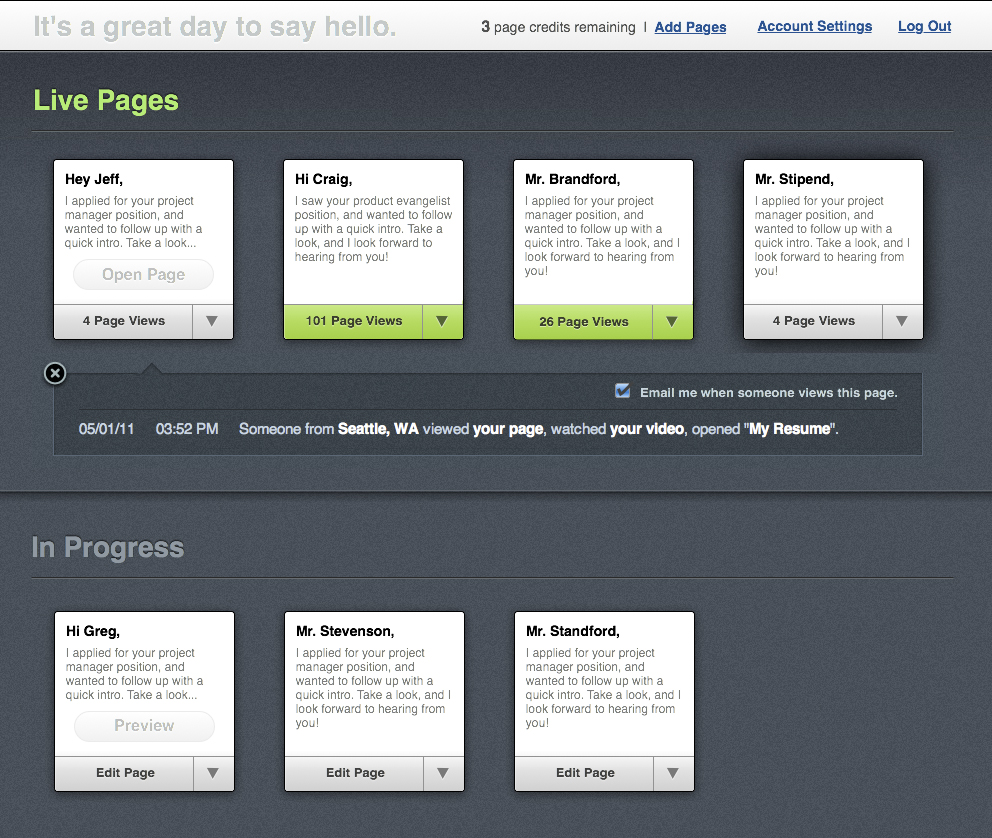 It's a great day to say hello.
3 page credits remaining | Add Pages Account Settings Log Out
Live Pages
Hey Jeff,
I applied for your project
manager position, and
wanted to follow up with a
quick intro. Take a look...
Open Page
4 Page Views
Hi Craig,
I saw your product evangelist
position, and wanted to follow
up with a quick intro. Take a
look, and I look forward to
hearing from you!
101 Page Views
Mr. Brandford,
I applied for your project
manager position, and
wanted to follow up with a
quick intro. Take a look, and I
look forward to hearing from
you!
26 Page Views
Mr. Stipend,
I applied for your project
manager position, and
wanted to follow up with a
quick intro. Take a look, and I
look forward to hearing from
you!
4 Page Views
Email me when someone views this page.
05/01/11 03:52 PM Someone from Seattle, WA viewed your page, watched your video, opened "My Resume".
In Progress
Hi Greg,
I applied for your project
manager position, and
wanted to follow up with a
quick intro. Take a look...
Preview
Edit Page
Mr. Stevenson,
I applied for your project
manager position, and
wanted to follow up with a
quick intro. Take a look, and I
look forward to hearing from
you!
Edit Page
Mr. Standford,
I applied for your project
manager position, and
wanted to follow up with a
quick intro. Take a look, and I
look forward to hearing from
you!
Edit Page